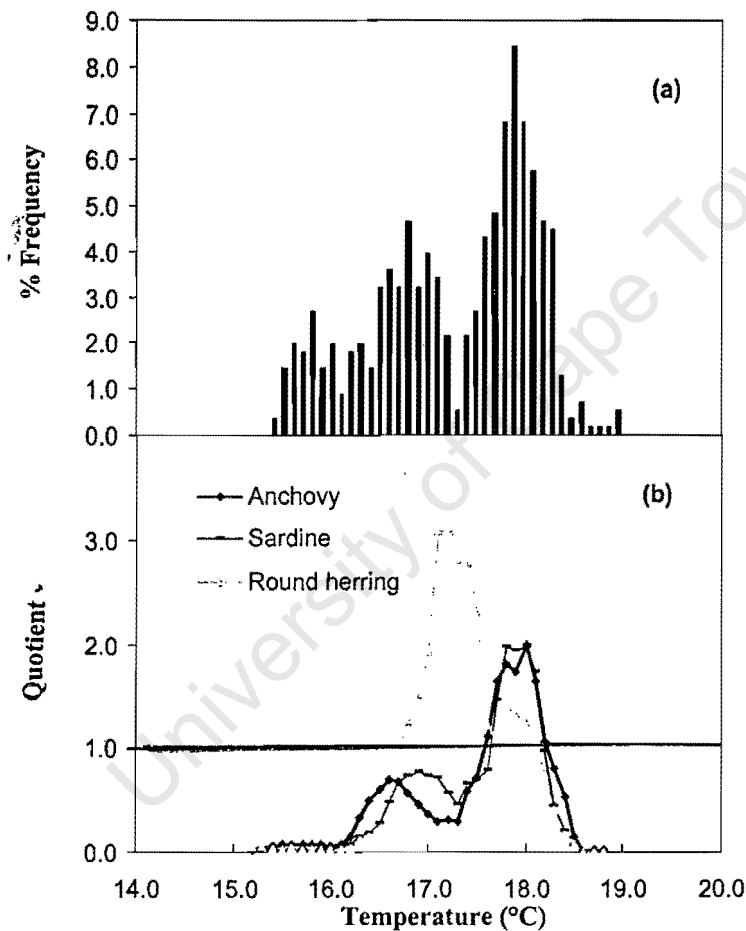 9.0
8.0
7.0
6.0
5.0
4.0
3.0
2.0
1.0
0.0
% Frequency
(a)
(b)
Anchovy
Sardine
Round herring
3.0
2.0
1.0
0.0
Quotient
14.0 15.0 16.0 17.0 18.0 19.0 20.0
Temperature (°C)
University of Cape Tow